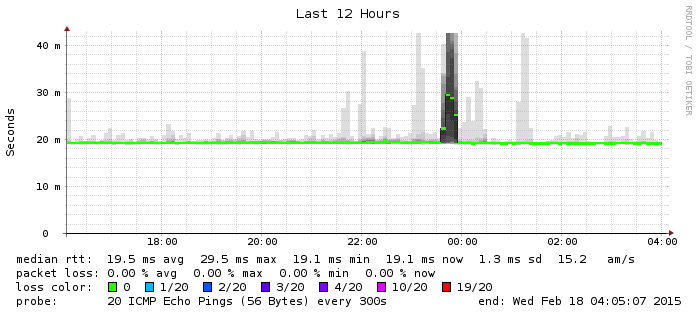 Last 12 Hours
RRDTOOL / TOBI OETIKER
Seconds
40 m
30 m
20 m
10 m
0
18:00 20:00 22:00 00:00 02:00 04:00
median rtt: 19.5 ms avg 29.5 ms max 19.1 ms min 19.1 ms now 1.3 ms sd 15.2 am/s
packet loss: 0.00 % avg 0.00 % max 0.00 % min 0.00 % now
loss color: 0 1/20 2/20 3/20 4/20 10/20 19/20
probe: 20 ICMP Echo Pings (56 Bytes) every 300s end: Wed Feb 18 04:05:07 2015